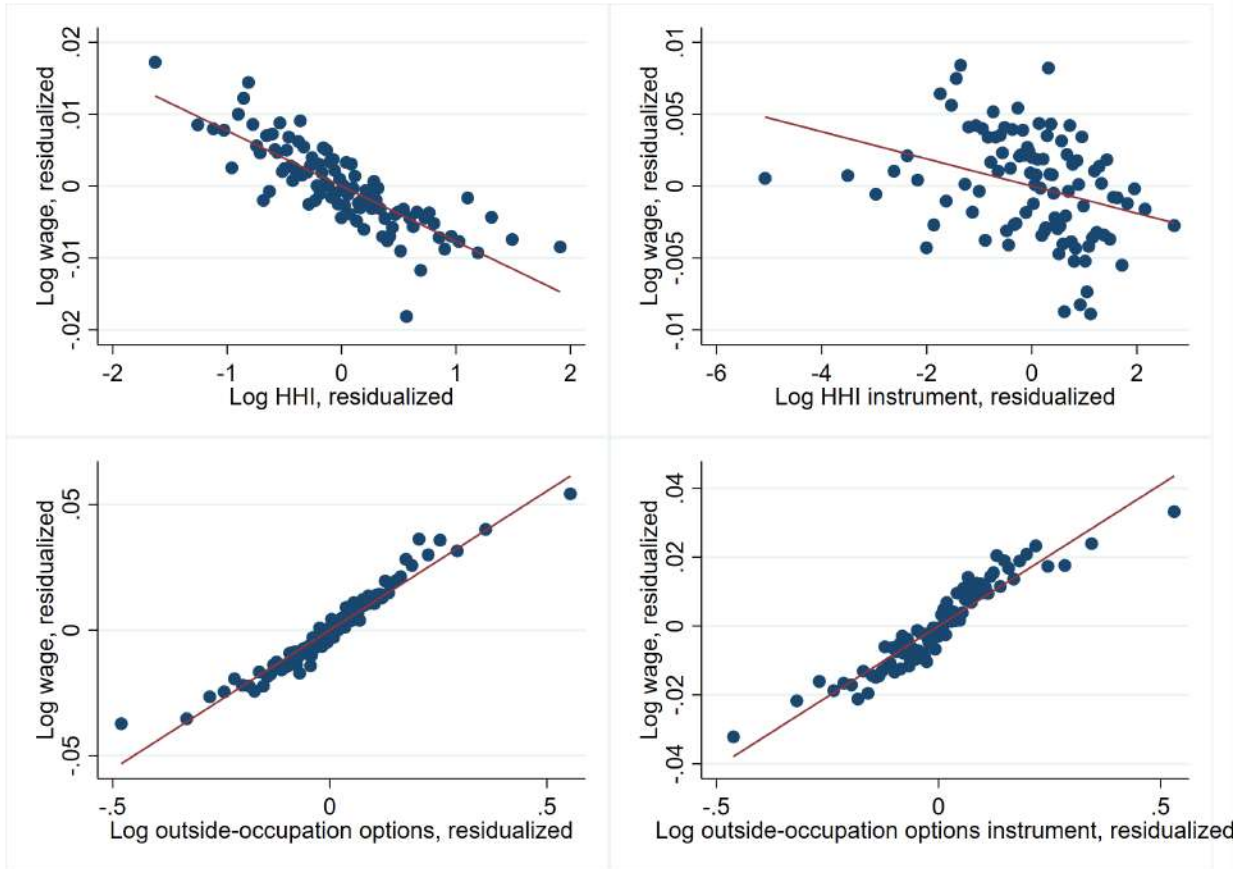 .02
.01
0
-.01
-.02
Log wage, residualized
-2 -1 0 1 2
Log HHI, residualized
.01
.005
0
-.005
-.01
Log wage, residualized
-6 -4 -2 0 2
Log HHI instrument, residualized
.05
0
-.05
Log wage, residualized
-.5 0 .5
Log outside-occupation options, residualized
.04
.02
0
-.02
-.04
Log wage, residualized
-.5 0 .5
Log outside-occupation options instrument, residualized